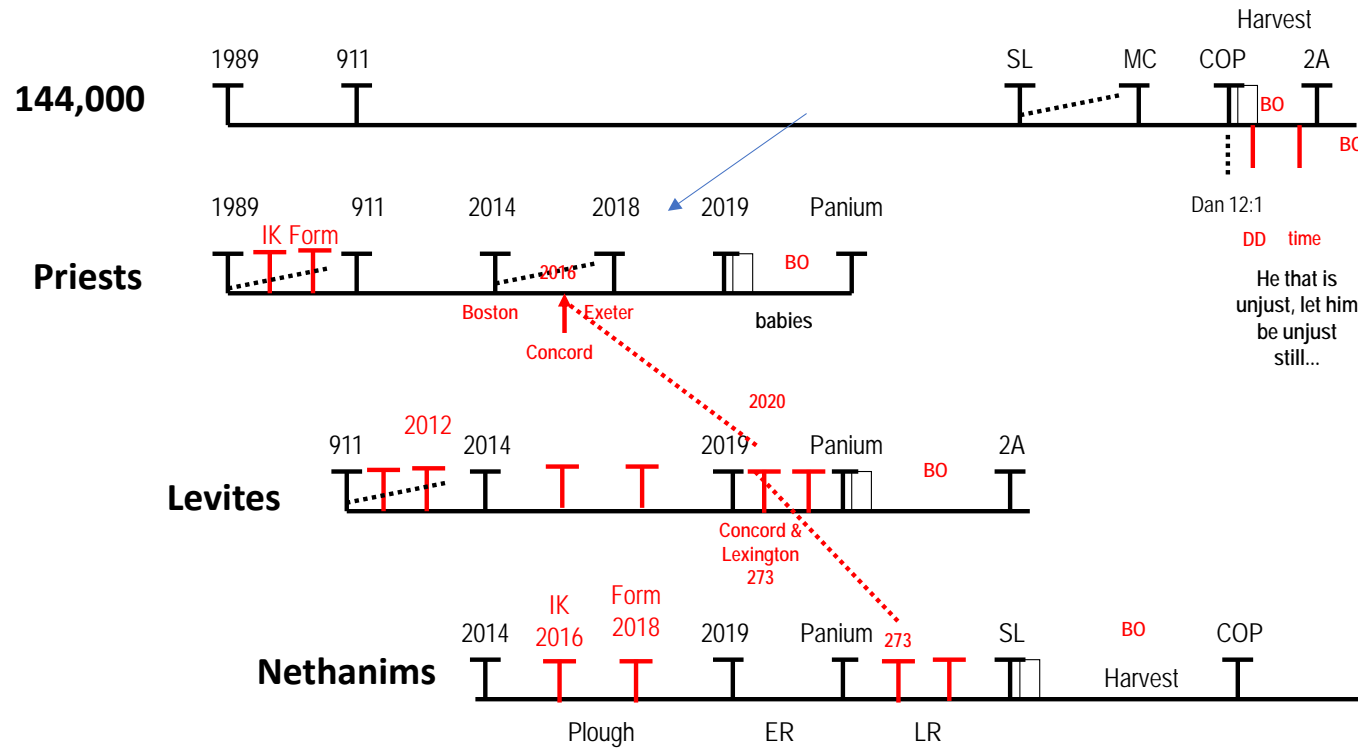 Harvest
1989 911 SL MC COP 2A
144,000
BO
BO
Dan 12:1
1989 911 2014 2018 2019 Panium
IK Form
DD time
Priests
2016
BO
He that is
unjust, let him
be unjust
still...
Boston Exeter
babies
Concord
2020
2012
911 2014 2019 Panium 2A
BO
Levites
Concord &
Lexington
273
IK Form
2016 2018
2014 2019 Panium 273 SL BO COP
Nethanims
Harvest
Plough ER LR